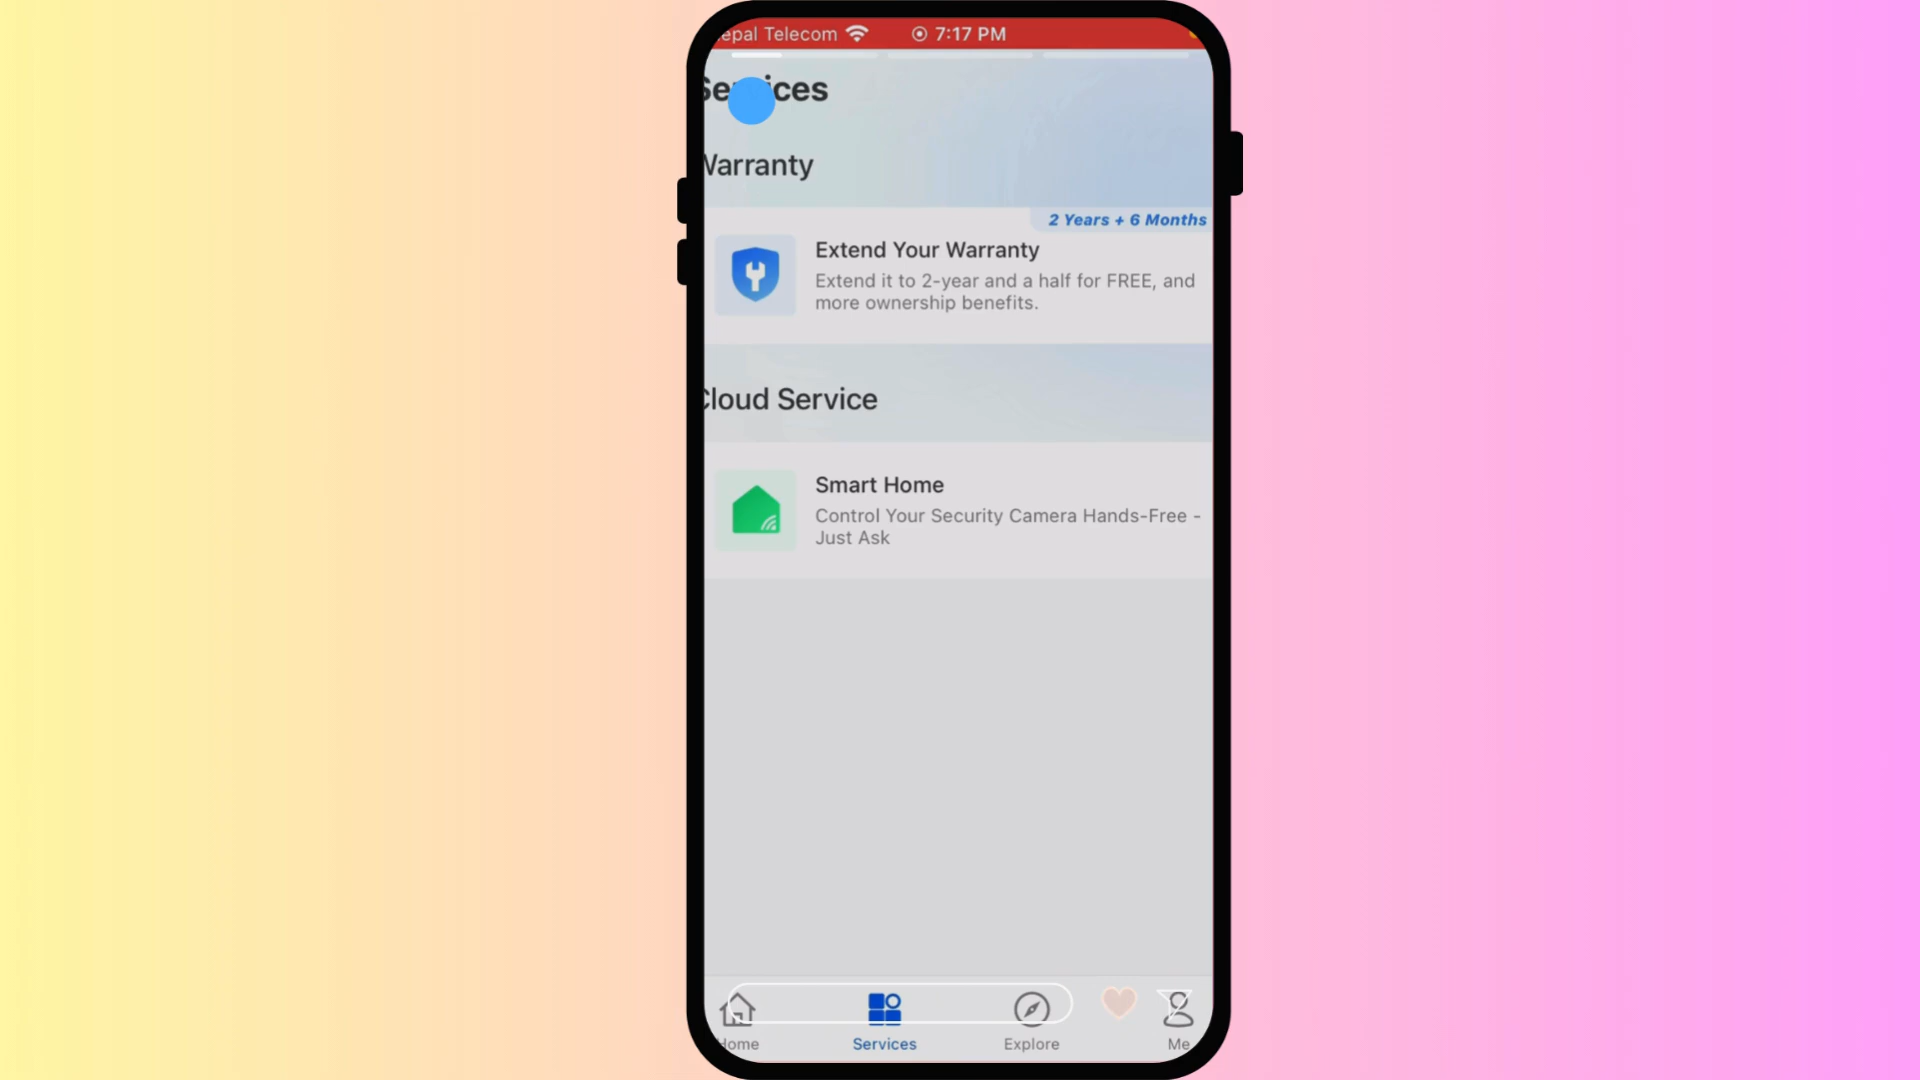 epal Telecom 7:17 PM
Services
Warranty
2 Years + 6 Months
Extend Your Warranty
Extend it to 2-year and a half for FREE, and
more ownership benefits.
Cloud Service
Smart Home
Control Your Security Camera Hands-Free -
Just Ask
Home Services Explore Me